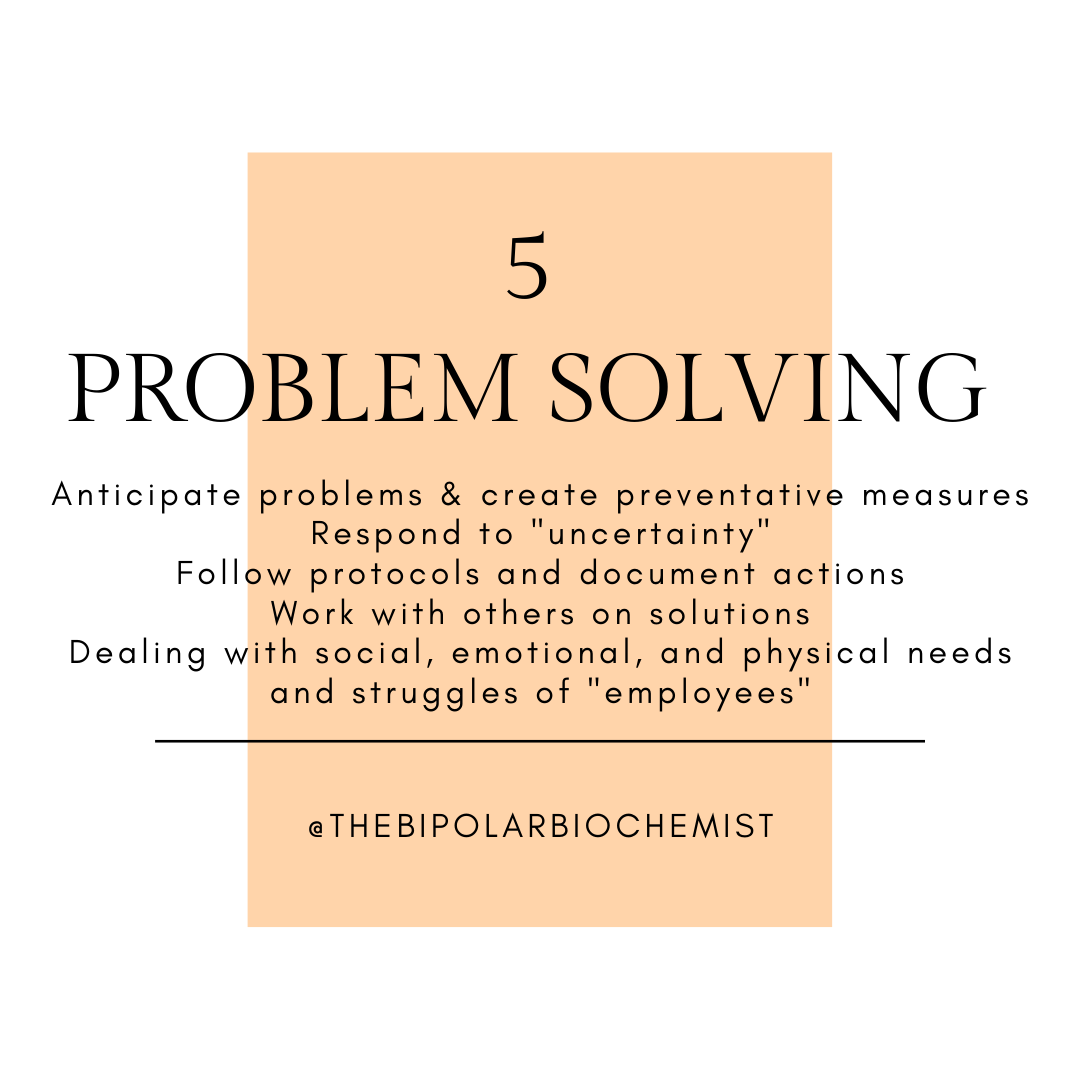 5
PROBLEM SOLVING
Anticipate problems & create preventative measures
Respond to "uncertainty"
Follow protocols and document actions
Work with others on solutions
Dealing with social, emotional, and physical needs
and struggles of "employees"
@THEBIPOLARBIOCHEMIST